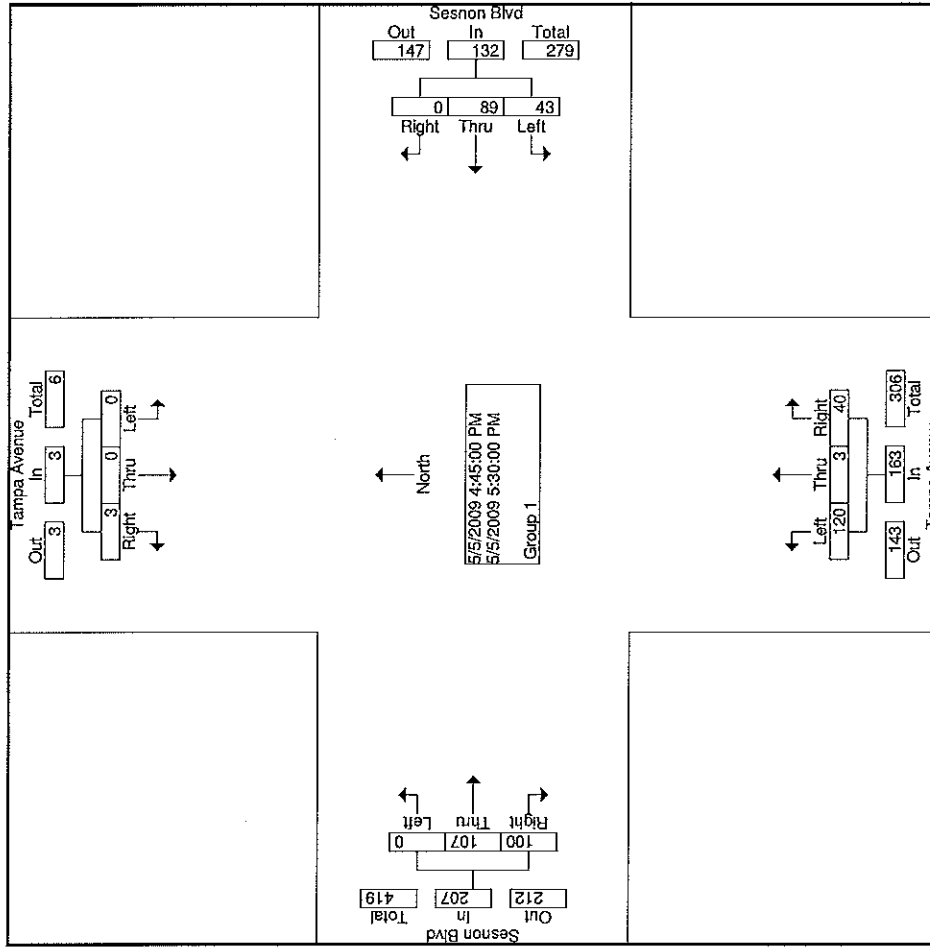 Sesnon Blvd
Out In Total
147 132 279
0 89 43
Right Thru Left
Tampa Avenue
Out In Total
3 3 6
3 0 0
Right Thru Left
North
5/5/2009 4:45:00 PM
5/5/2009 5:30:00 PM
Group 1
Left Thru Right
120 3 40
143 163 306
Out In Total
Tampa Avenue
Left Thru Right
0 107 100
419 207 212
Total In Out
Sesnon Blvd